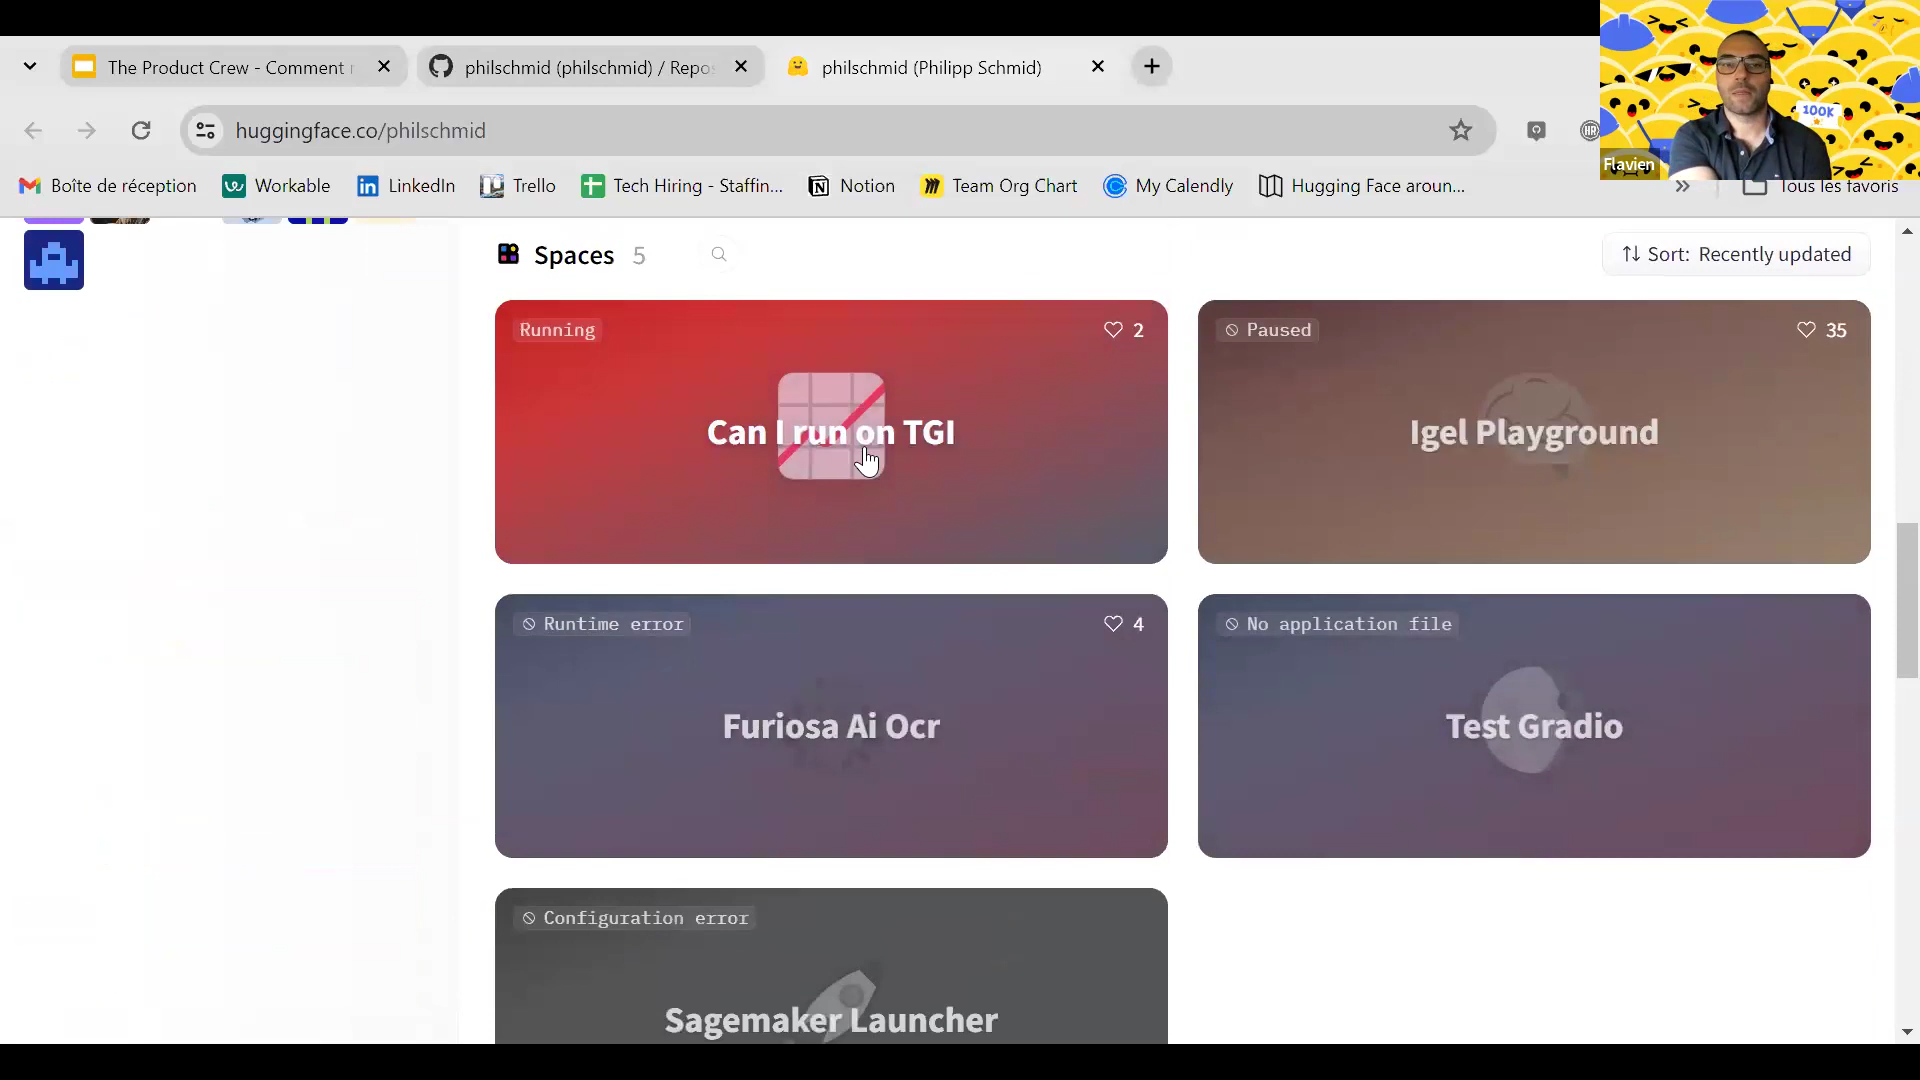 The Product Crew - Comment
philschmid (philschmid) / Repos
philschmid (Philipp Schmid)
huggingface.co/philschmid
HR
100K
Flavien
Boîte de réception
Workable
LinkedIn
Trello
Tech Hiring - Staffin...
Notion
Team Org Chart
My Calendly
Hugging Face aroun...
Tous les favoris
Spaces 5
Sort: Recently updated
Running
2
Can I run on TGI
Paused
35
Igel Playground
Runtime error
4
Furiosa Ai Ocr
No application file
Test Gradio
Configuration error
Sagemaker Launcher